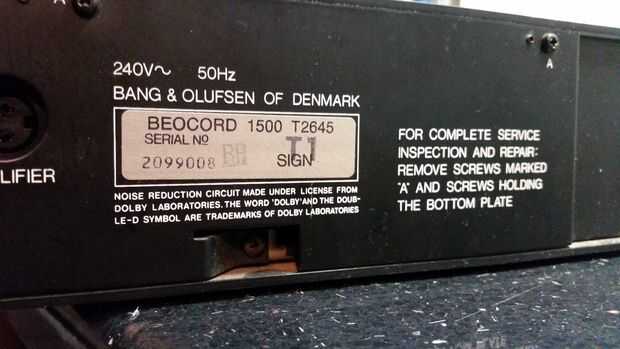 A
A
240V~ 50Hz
BANG & OLUFSEN OF DENMARK
BEOCORD 1500 T2645
SERIAL NO
T1
2099008
SIGN
LIFIER
NOISE REDUCTION CIRCUIT MADE UNDER LICENSE FROM
DOLBY LABORATORIES. THE WORD 'DOLBY' AND THE DOUB-
LE-D SYMBOL ARE TRADEMARKS OF DOLBY LABORATORIES
FOR COMPLETE SERVICE
INSPECTION AND REPAIR:
REMOVE SCREWS MARKED
'A' AND SCREWS HOLDING
THE BOTTOM PLATE